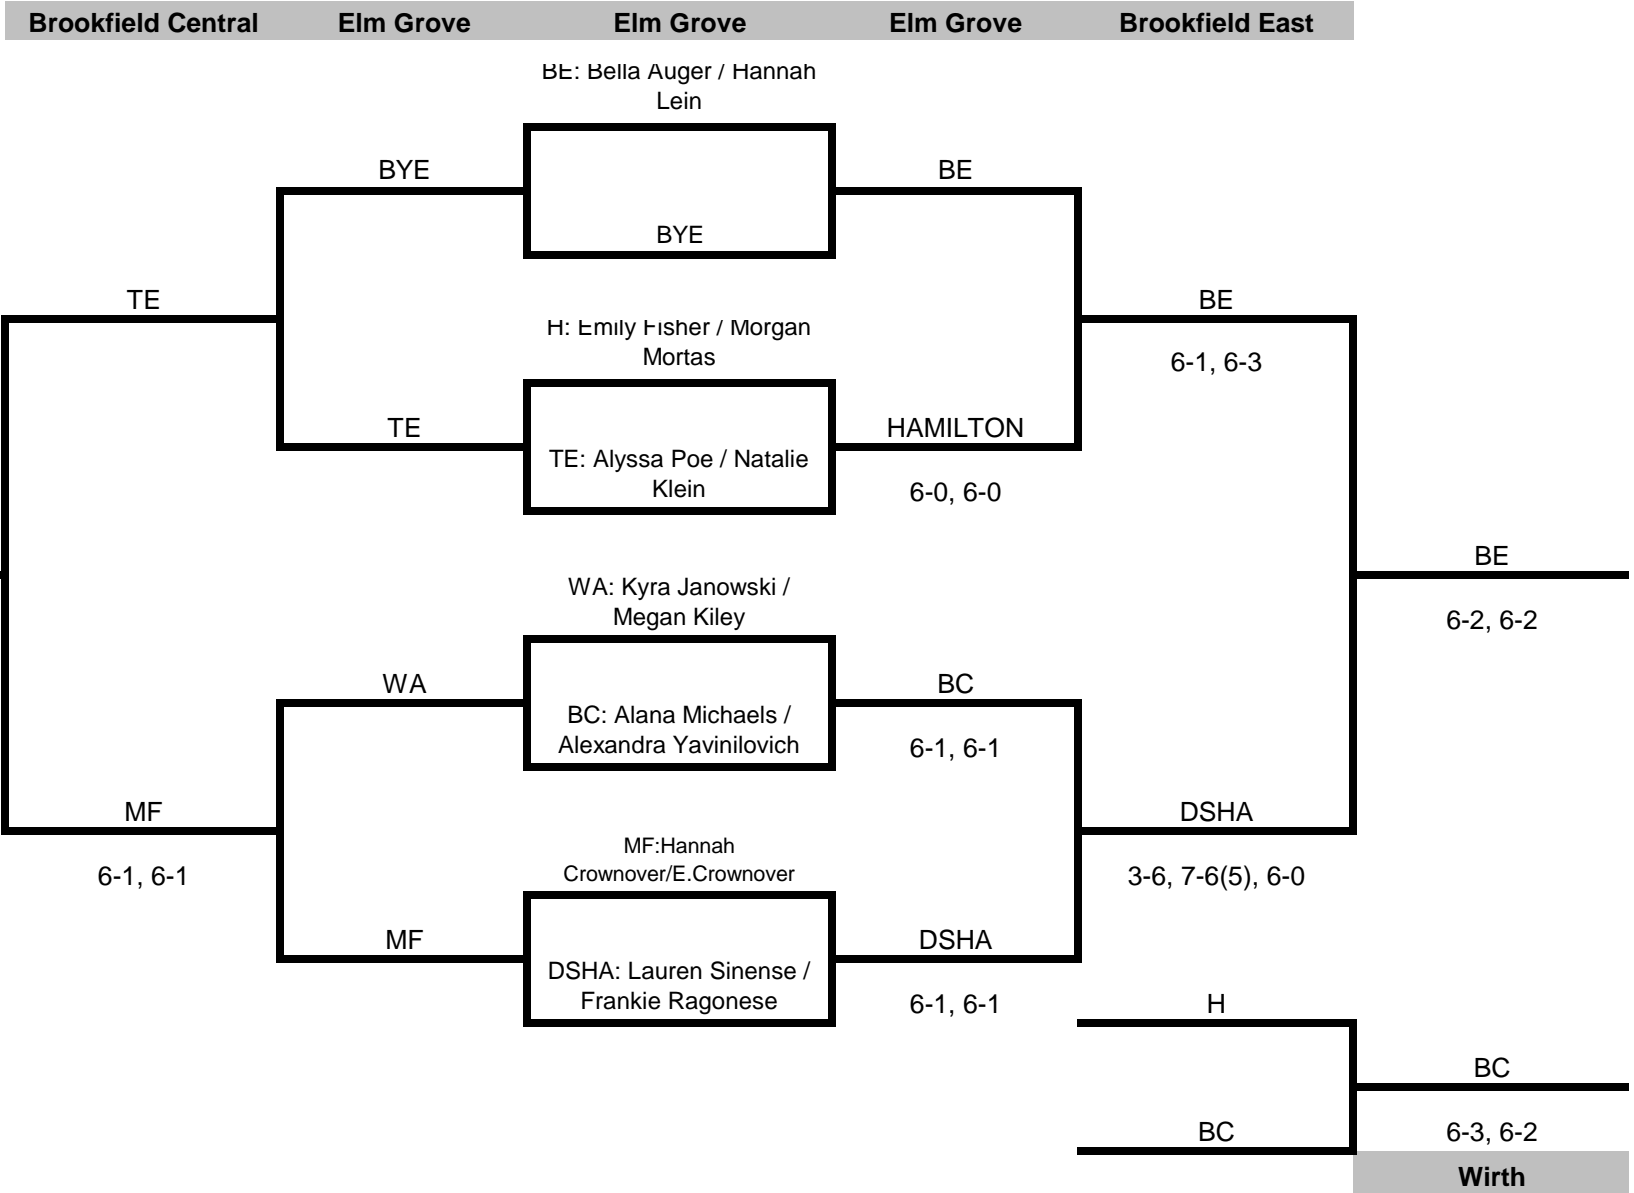 Brookfield Central Elm Grove Elm Grove Elm Grove Brookfield East
BE: Bella Auger / Hannah
Lein
BYE BE
BYE
TE BE
H: Emily Fisher / Morgan
Mortas
6-1, 6-3
TE HAMILTON
TE: Alyssa Poe / Natalie
Klein
6-0, 6-0
BE
WA: Kyra Janowski /
Megan Kiley
6-2, 6-2
WA BC
BC: Alana Michaels /
Alexandra Yavinilovich
6-1, 6-1
MF DSHA
MF:Hannah
Crownover/E.Crownover
6-1, 6-1 3-6, 7-6(5), 6-0
MF DSHA
DSHA: Lauren Sinense /
Frankie Ragonese
6-1, 6-1
H
BC
BC
6-3, 6-2
Wirth